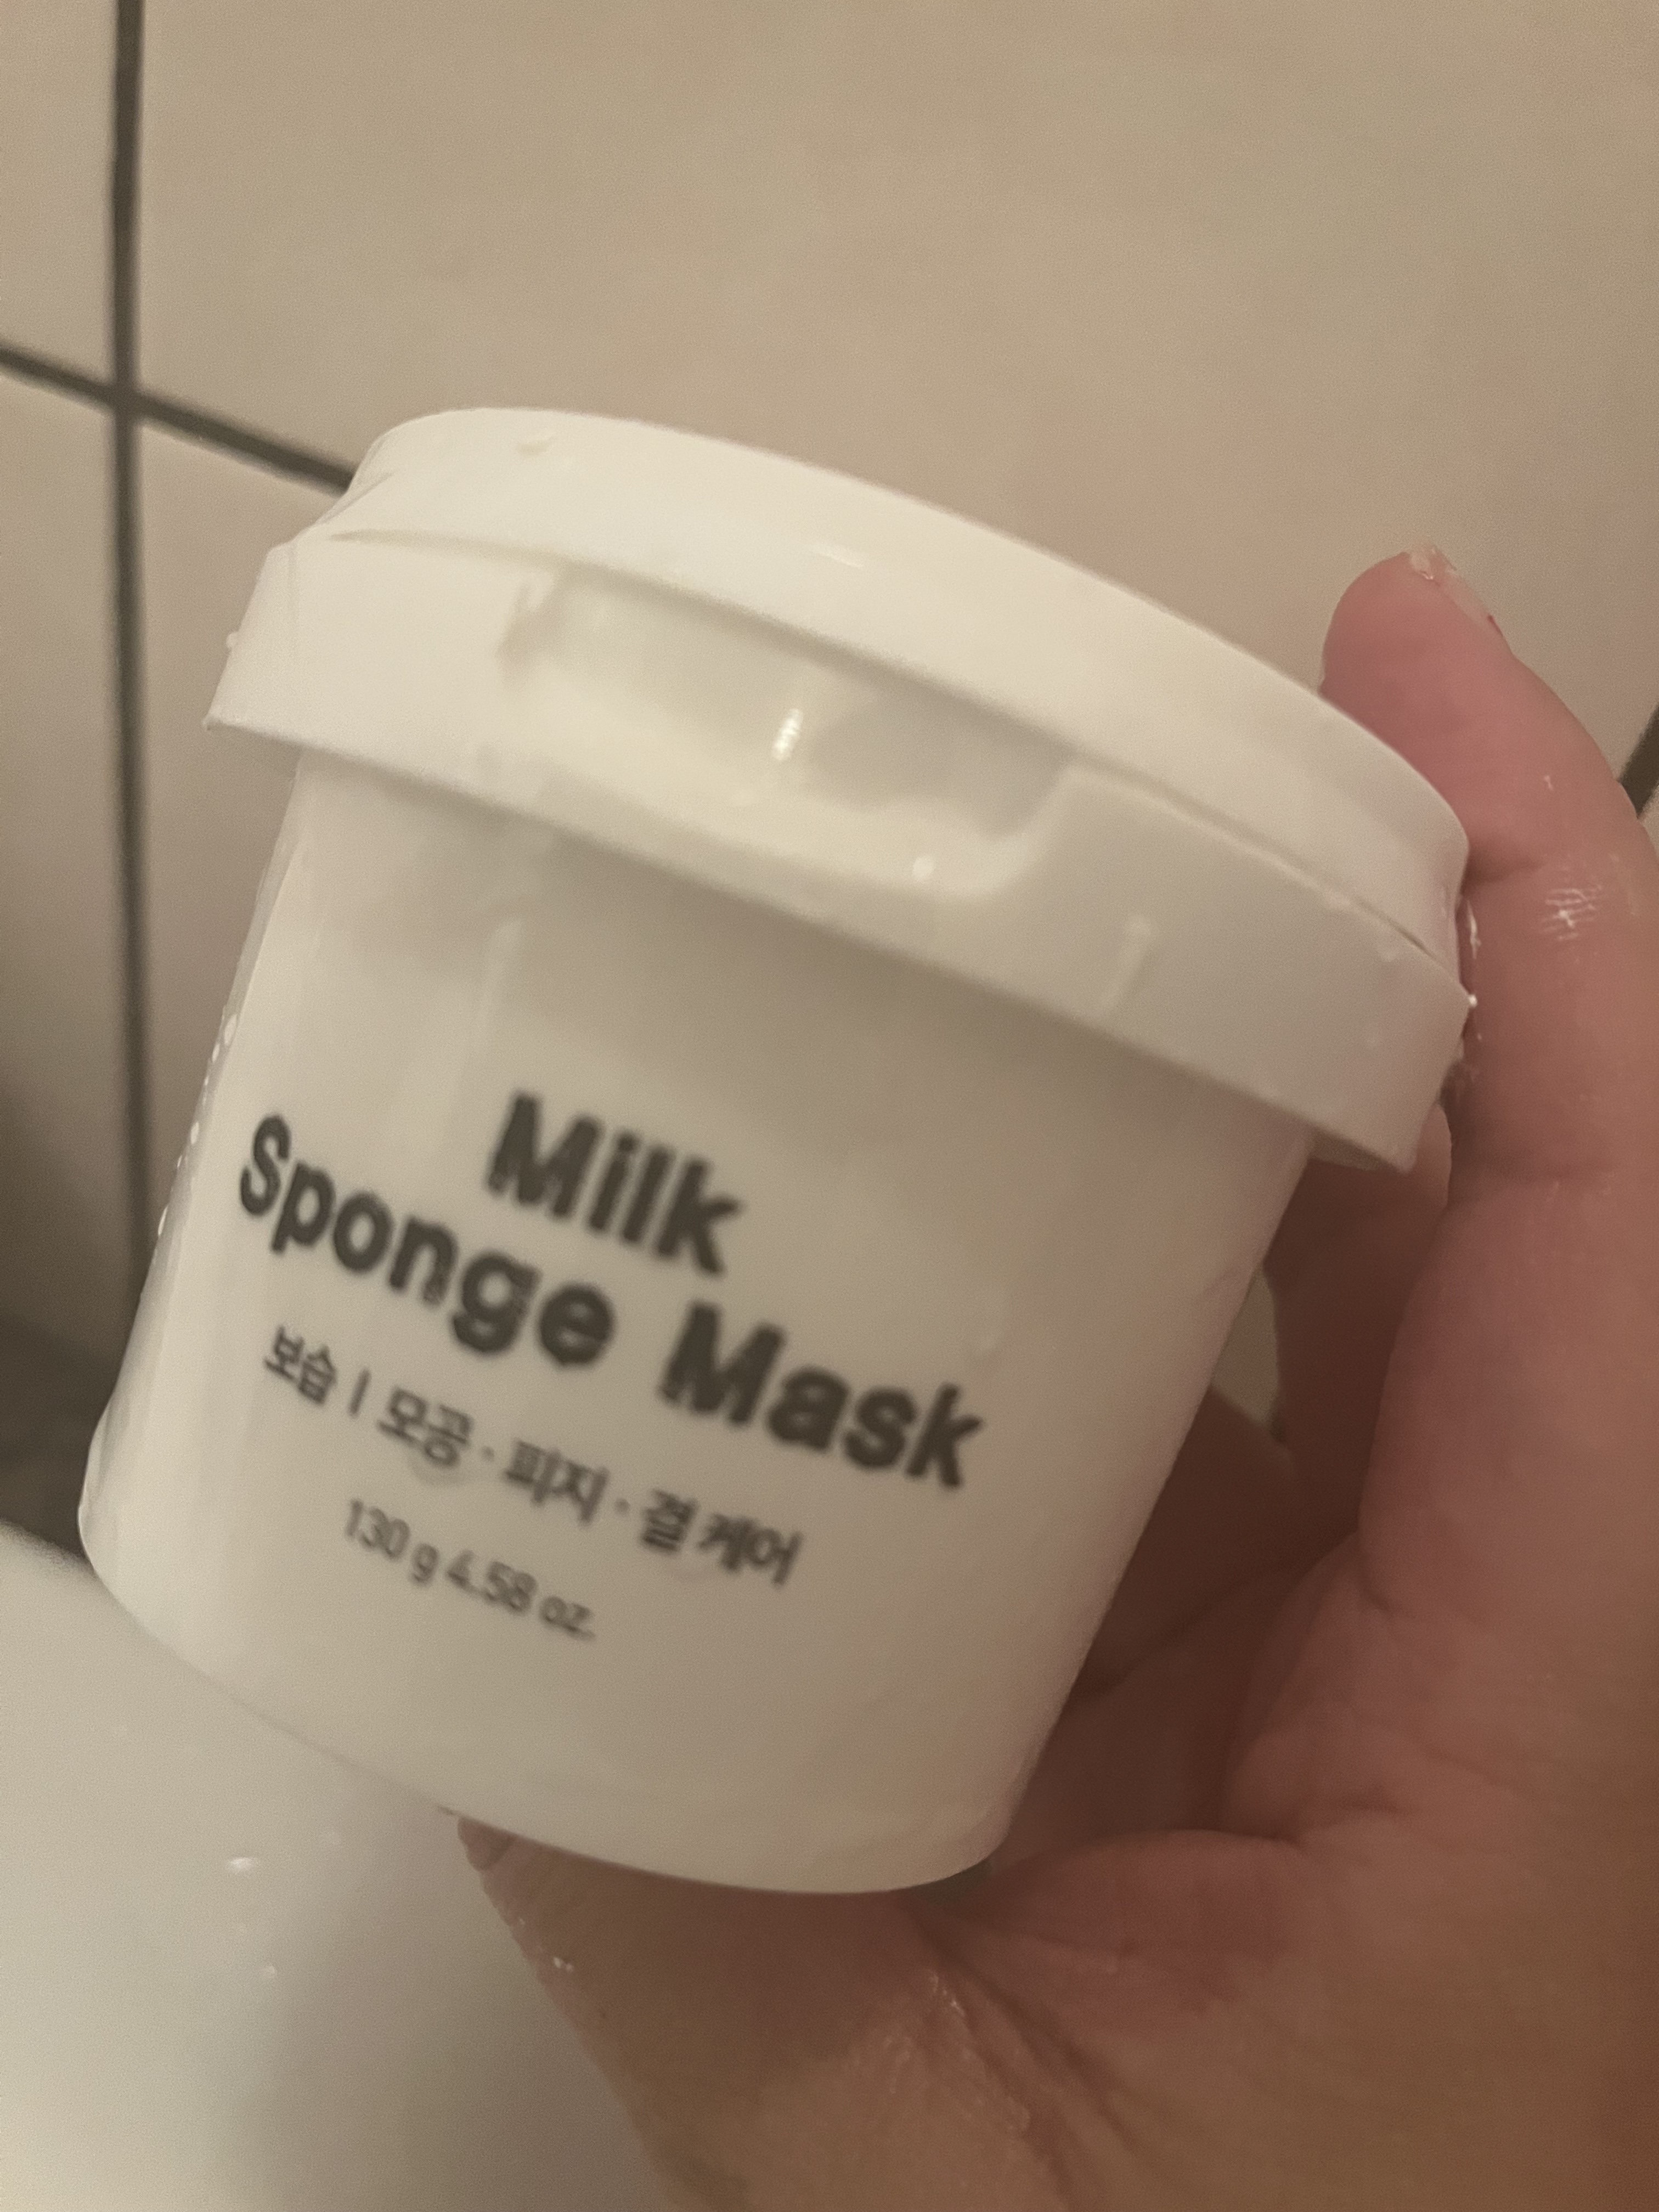 Milk
Sponge Mask
보습 | 모공 · 피지 · 결 케어
130 g 4.58 oz.